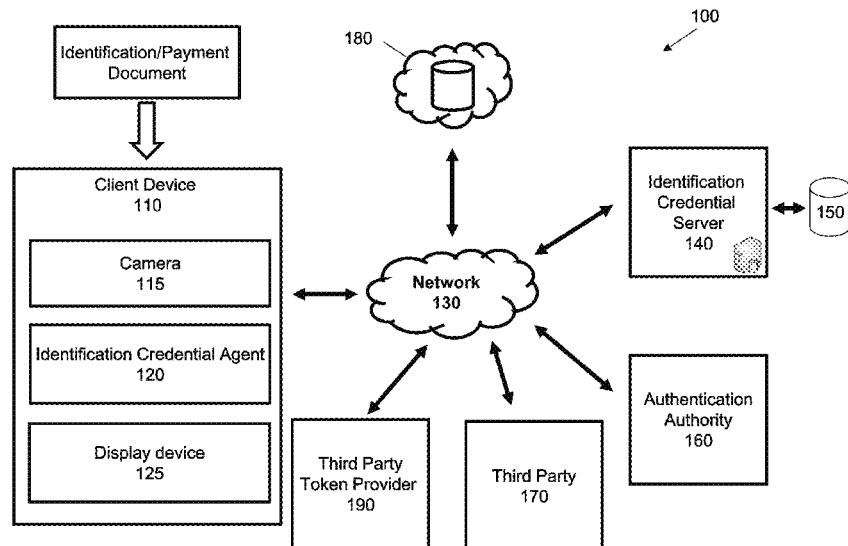 Identification/Payment
Document
180
100
Client Device
110
Camera
115
Identification Credential Agent
120
Display device
125
Network
130
Identification
Credential
Server
140
150
Authentication
Authority
160
Third Party
Token Provider
190
Third Party
170